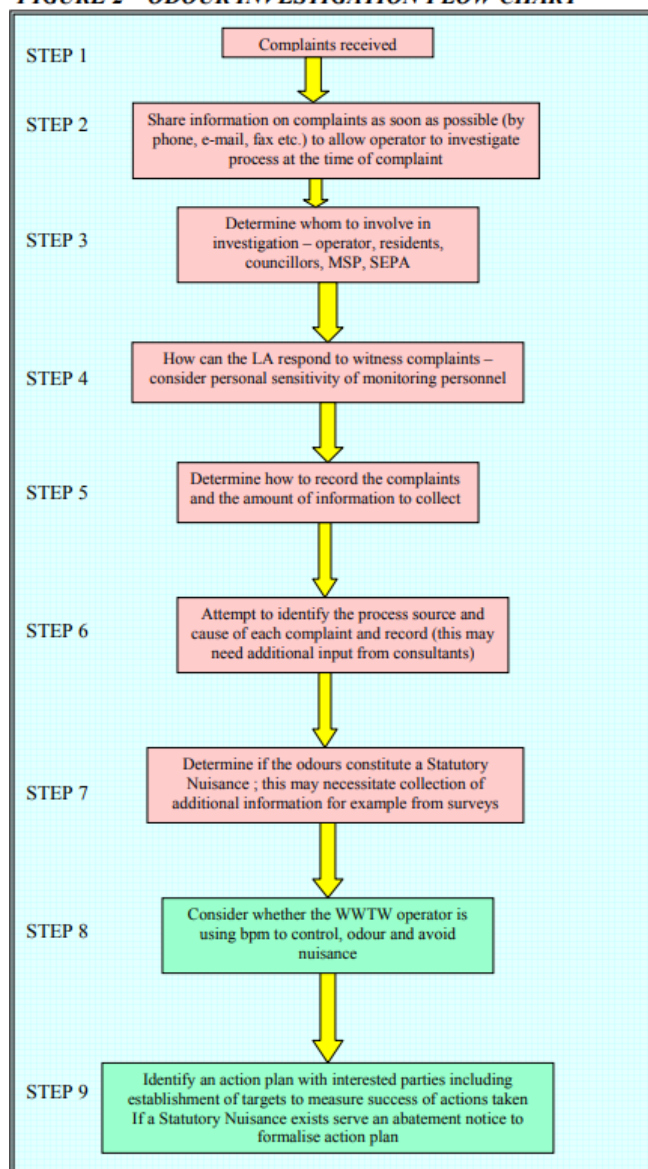 FIGURE 2 ODOUR INVESTIGATION FLOW CHART
STEP 1
Complaints received
STEP 2
Share information on complaints as soon as possible (by
phone, e-mail, fax etc.) to allow operator to investigate
process at the time of complaint
STEP 3
Determine whom to involve in
investigation – operator, residents,
councillors, MSP, SEPA
STEP 4
How can the LA respond to witness complaints –
consider personal sensitivity of monitoring personnel
STEP 5
Determine how to record the complaints
and the amount of information to collect
STEP 6
Attempt to identify the process source and
cause of each complaint and record (this may
need additional input from consultants)
STEP 7
Determine if the odours constitute a Statutory
Nuisance ; this may necessitate collection of
additional information for example from surveys
STEP 8
Consider whether the WWTW operator is
using bpm to control, odour and avoid
nuisance
STEP 9
Identify an action plan with interested parties including
establishment of targets to measure success of actions taken
If a Statutory Nuisance exists serve an abatement notice to
formalise action plan